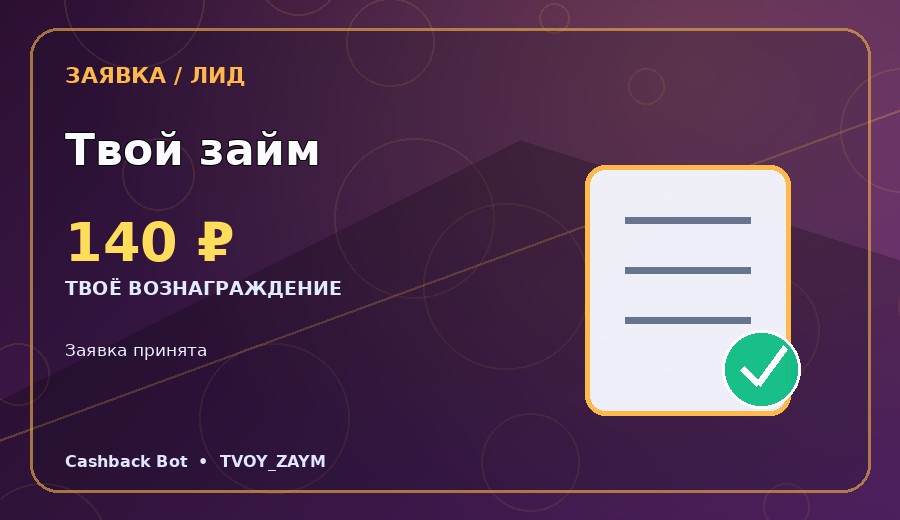 ЗАЯВКА / ЛИД
Твой займ
140 ₽
ТВОЁ ВОЗНАГРАЖДЕНИЕ
Заявка принята
Cashback Bot • TVOY_ZAYM